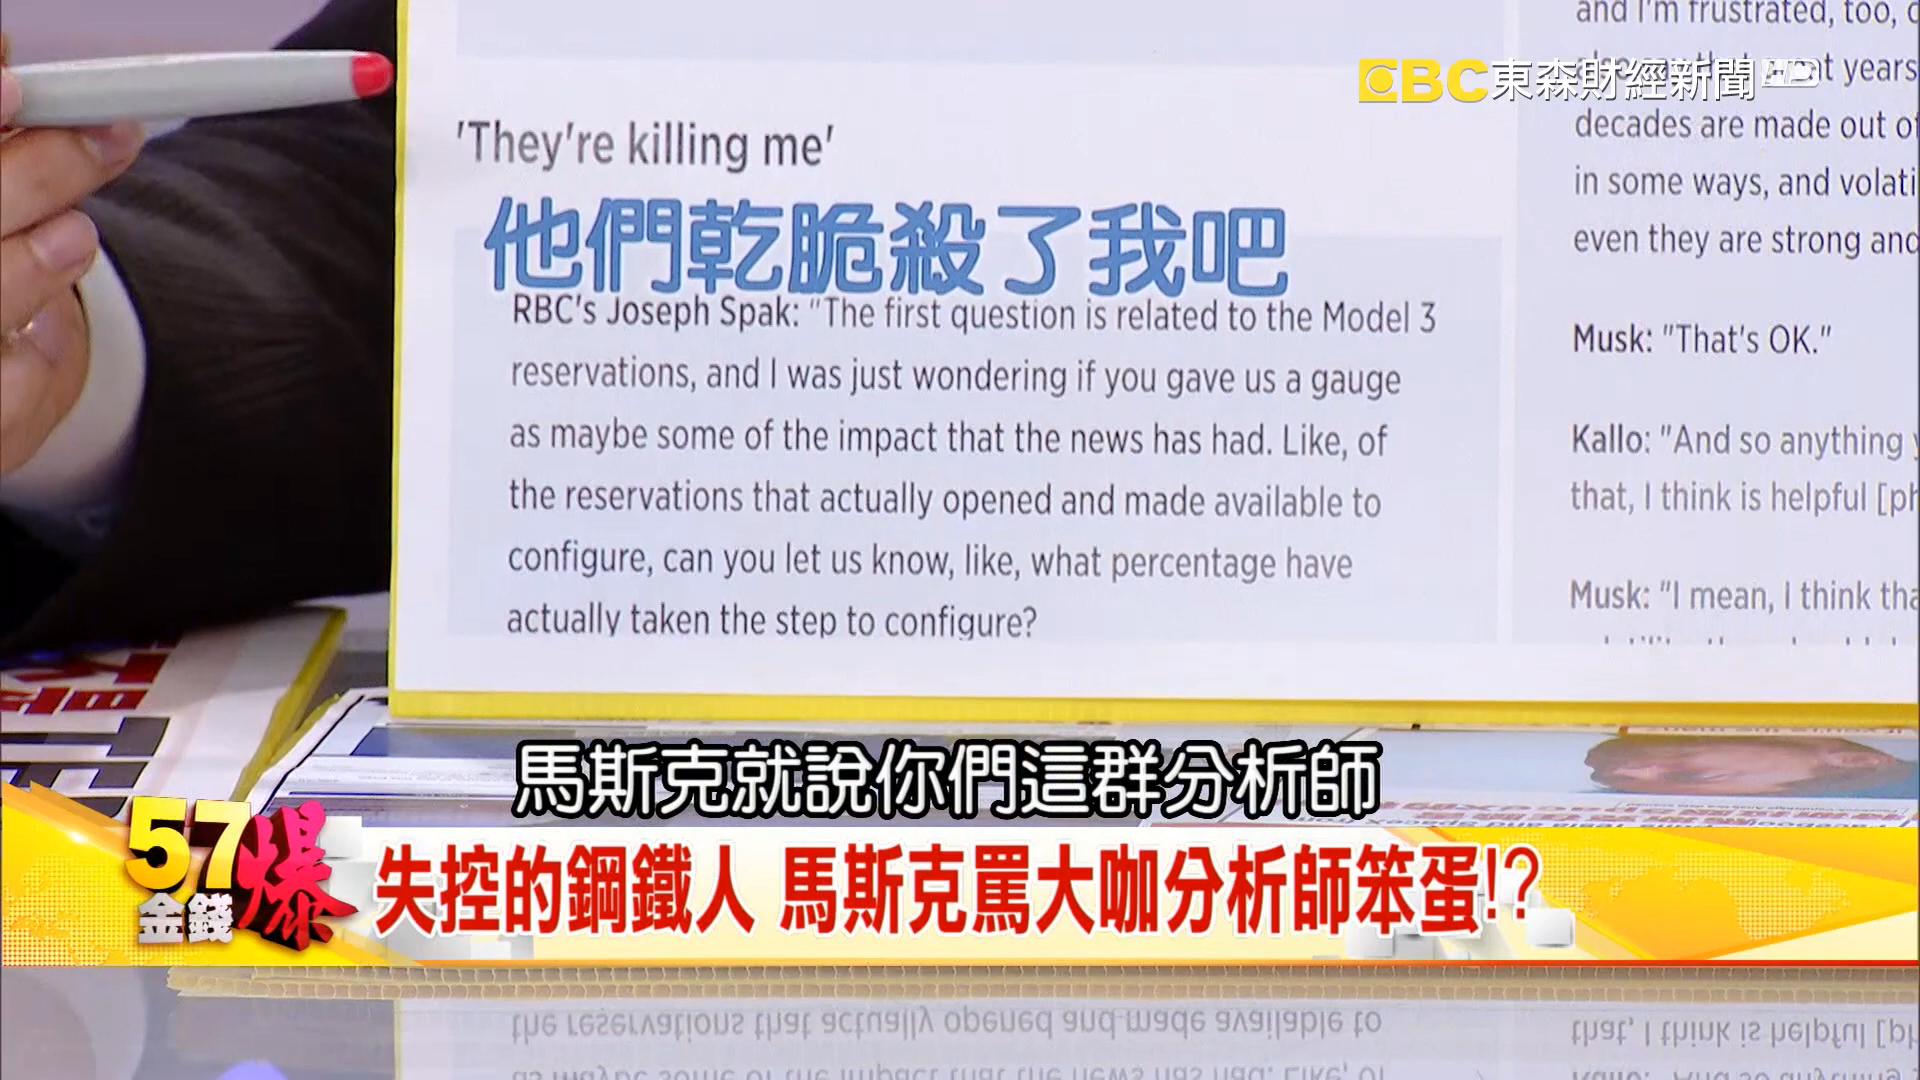 EBC東森財經新聞HD
'They're killing me'
他們乾脆殺了我吧
RBC's Joseph Spak: "The first question is related to the Model 3
reservations, and I was just wondering if you gave us a gauge
as maybe some of the impact that the news has had. Like, of
the reservations that actually opened and made available to
configure, can you let us know, like, what percentage have
actually taken the step to configure?
and I'm frustrated, too,
years
decades are made out of
in some ways, and volati
even they are strong and
Musk: "That's OK."
Kallo: "And so anything
that, I think is helpful [ph
Musk: "I mean, I think tha
馬斯克就說你們這群分析師
57
金錢爆
失控的鋼鐵人 馬斯克罵大咖分析師笨蛋!?